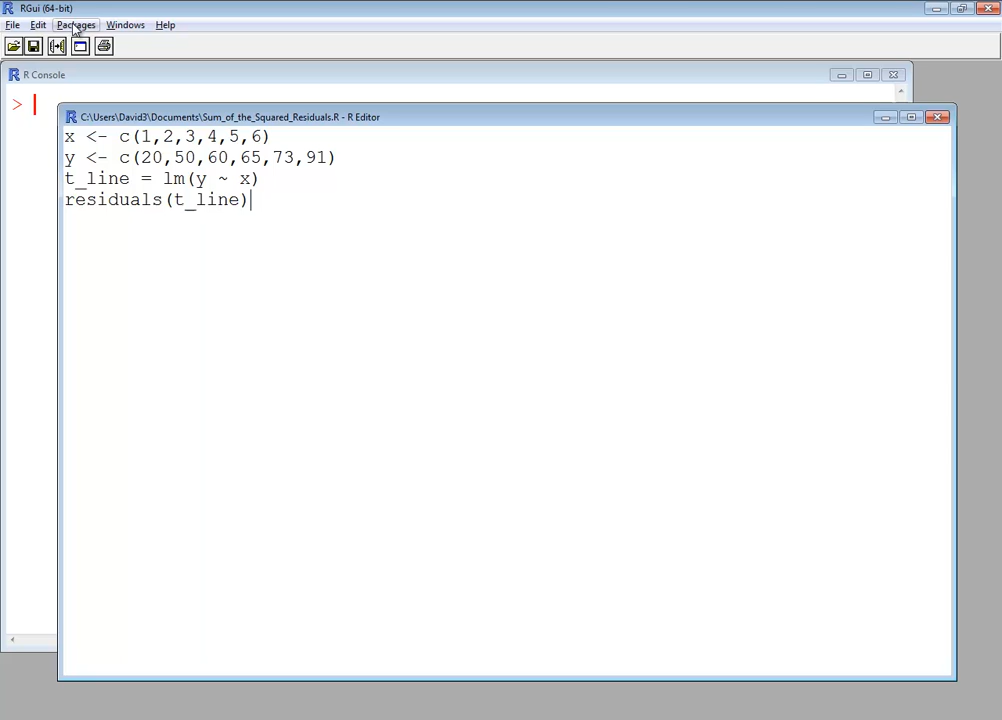 RGui (64-bit)
File Edit Packages Windows Help
R Console
>
C:\Users\David3\Documents\Sum_of_the_Squared_Residuals.R - R Editor
x <- c(1,2,3,4,5,6)
y <- c(20,50,60,65,73,91)
t_line = lm(y ~ x)
residuals(t_line)